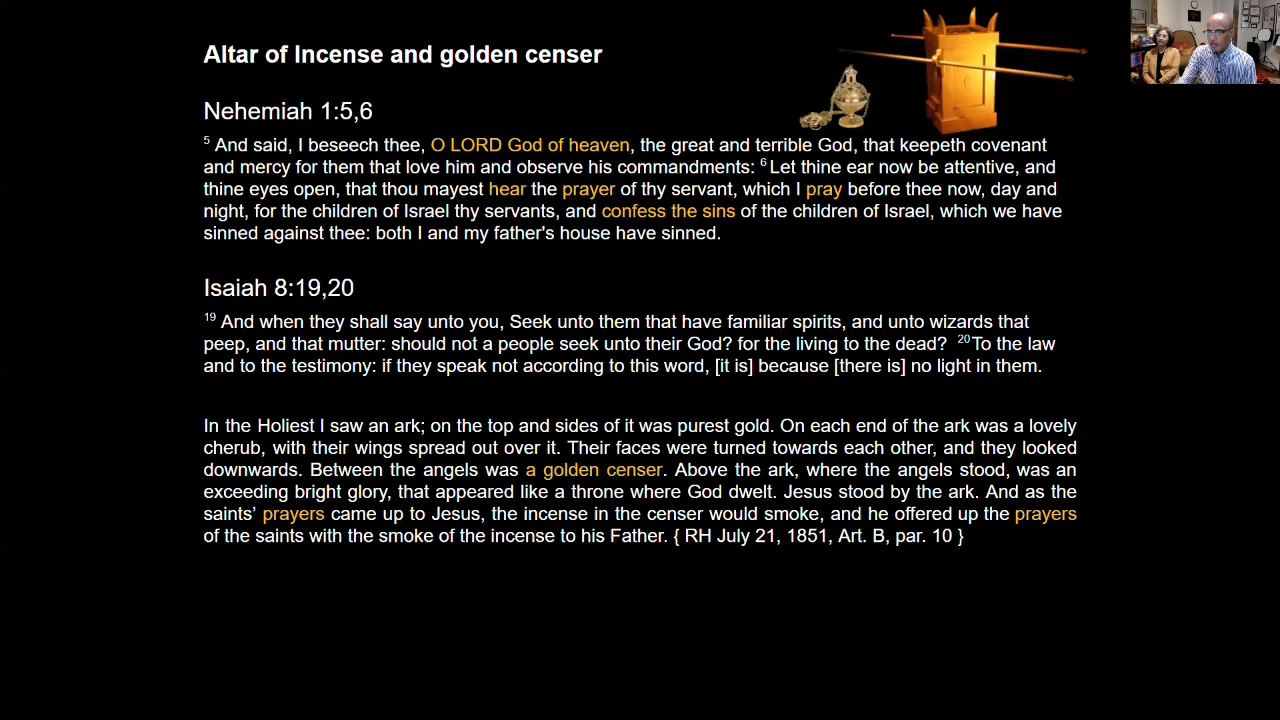 Altar of Incense and golden censer
Nehemiah 1:5,6
5 And said, I beseech thee, O LORD God of heaven, the great and terrible God, that keepeth covenant
and mercy for them that love him and observe his commandments: 6 Let thine ear now be attentive, and
thine eyes open, that thou mayest hear the prayer of thy servant, which I pray before thee now, day and
night, for the children of Israel thy servants, and confess the sins of the children of Israel, which we have
sinned against thee: both I and my father's house have sinned.
Isaiah 8:19,20
19 And when they shall say unto you, Seek unto them that have familiar spirits, and unto wizards that
peep, and that mutter: should not a people seek unto their God? for the living to the dead? 20 To the law
and to the testimony: if they speak not according to this word, [it is] because [there is] no light in them.
In the Holiest I saw an ark; on the top and sides of it was purest gold. On each end of the ark was a lovely
cherub, with their wings spread out over it. Their faces were turned towards each other, and they looked
downwards. Between the angels was a golden censer. Above the ark, where the angels stood, was an
exceeding bright glory, that appeared like a throne where God dwelt. Jesus stood by the ark. And as the
saints’ prayers came up to Jesus, the incense in the censer would smoke, and he offered up the prayers
of the saints with the smoke of the incense to his Father. { RH July 21, 1851, Art. B, par. 10 }